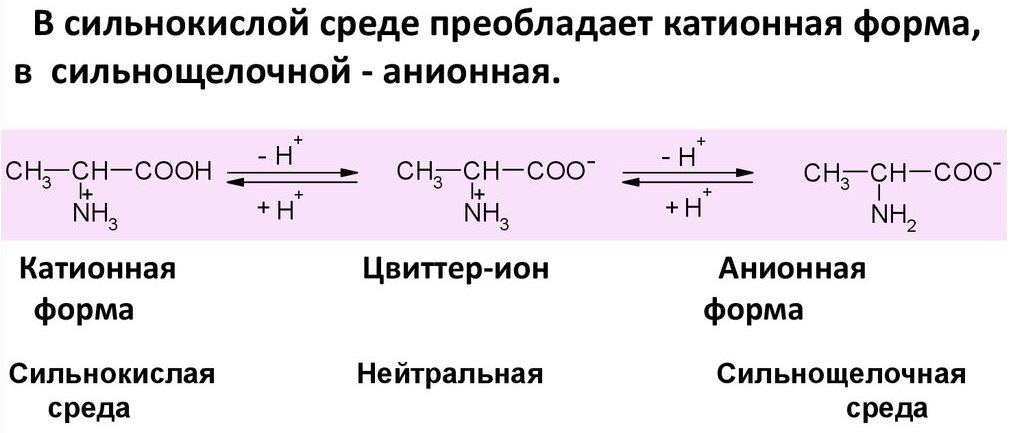 В сильнокислой среде преобладает катионная форма,
в сильнощелочной - анионная.
CH3—CH—COOH - H+ CH3—CH—COO- - H+ CH3—CH—COO-
NH3+ + H+ NH3+ + H+ NH2
Катионная Цвиттер-ион Анионная
форма форма
Сильнокислая Нейтральная Сильнощелочная
среда среда